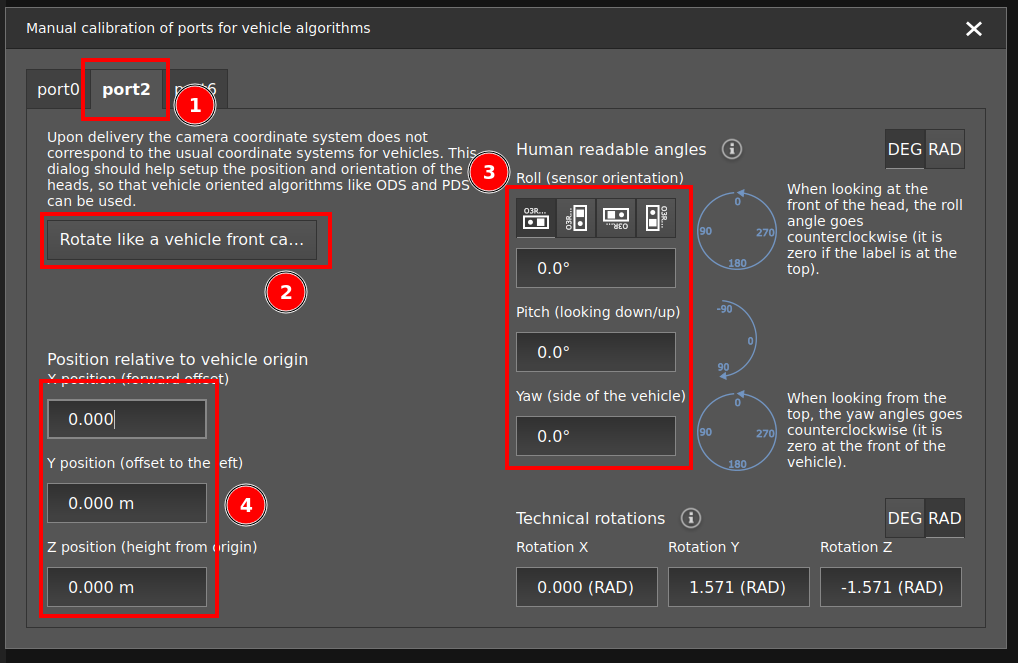 Manual calibration of ports for vehicle algorithms
port0
port2
port6
1
Upon delivery the camera coordinate system does not
correspond to the usual coordinate systems for vehicles. This
dialog should help setup the position and orientation of the
heads, so that vehicle oriented algorithms like ODS and PDS
can be used.
Rotate like a vehicle front ca...
2
Position relative to vehicle origin
X position (forward offset)
0.000
Y position (offset to the left)
0.000 m
4
Z position (height from origin)
0.000 m
3
Human readable angles
DEG RAD
Roll (sensor orientation)
O3R...
O3R...
O3R...
O3R...
0.0°
0
90
270
180
When looking at the
front of the head, the roll
angle goes
counterclockwise (it is
zero if the label is at the
top).
Pitch (looking down/up)
0.0°
-90
0
90
Yaw (side of the vehicle)
0.0°
0
90
270
180
When looking from the
top, the yaw angles goes
counterclockwise (it is
zero at the front of the
vehicle).
Technical rotations
DEG RAD
Rotation X
Rotation Y
Rotation Z
0.000 (RAD)
1.571 (RAD)
-1.571 (RAD)